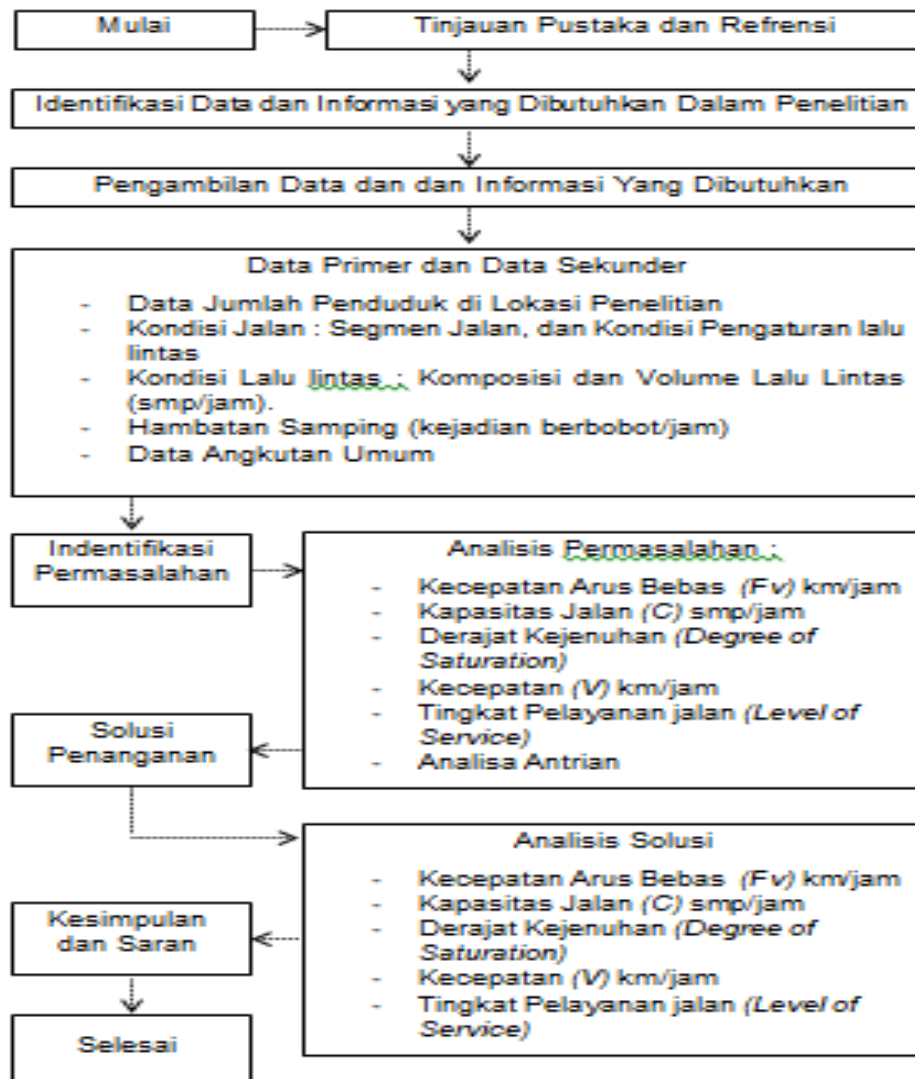 Mulai
Tinjauan Pustaka dan Refrensi
Identifikasi Data dan Informasi yang Dibutuhkan Dalam Penelitian
Pengambilan Data dan dan Informasi Yang Dibutuhkan
Data Primer dan Data Sekunder
- Data Jumlah Penduduk di Lokasi Penelitian
- Kondisi Jalan : Segmen Jalan, dan Kondisi Pengaturan lalu
lintas
- Kondisi Lalu lintas : Komposisi dan Volume Lalu Lintas
(smp/jam).
- Hambatan Samping (kejadian berbobot/jam)
- Data Angkutan Umum
Indentifikasi
Permasalahan
Analisis Permasalahan :
- Kecepatan Arus Bebas (Fv) km/jam
- Kapasitas Jalan (C) smp/jam
- Derajat Kejenuhan (Degree of
Saturation)
- Kecepatan (V) km/jam
- Tingkat Pelayanan jalan (Level of
Service)
- Analisa Antrian
Solusi
Penanganan
Analisis Solusi
- Kecepatan Arus Bebas (Fv) km/jam
- Kapasitas Jalan (C) smp/jam
- Derajat Kejenuhan (Degree of
Saturation)
- Kecepatan (V) km/jam
- Tingkat Pelayanan jalan (Level of
Service)
Kesimpulan
dan Saran
Selesai